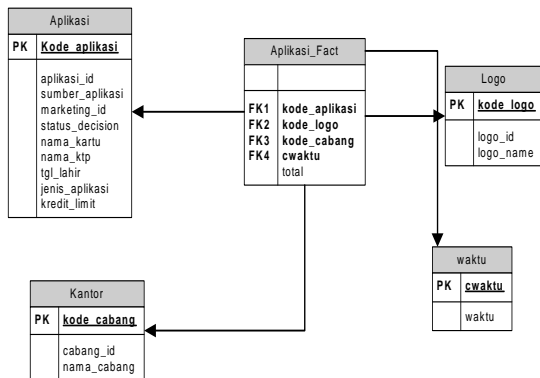 Aplikasi
PK Kode_aplikasi
aplikasi_id
sumber_aplikasi
marketing_id
status_decision
nama_kartu
nama_ktp
tgl_lahir
jenis_aplikasi
kredit_limit
Aplikasi_Fact
FK1 kode_aplikasi
FK2 kode_logo
FK3 kode_cabang
FK4 cwaktu
total
Logo
PK kode_logo
logo_id
logo_name
waktu
PK cwaktu
waktu
Kantor
PK kode_cabang
cabang_id
nama_cabang